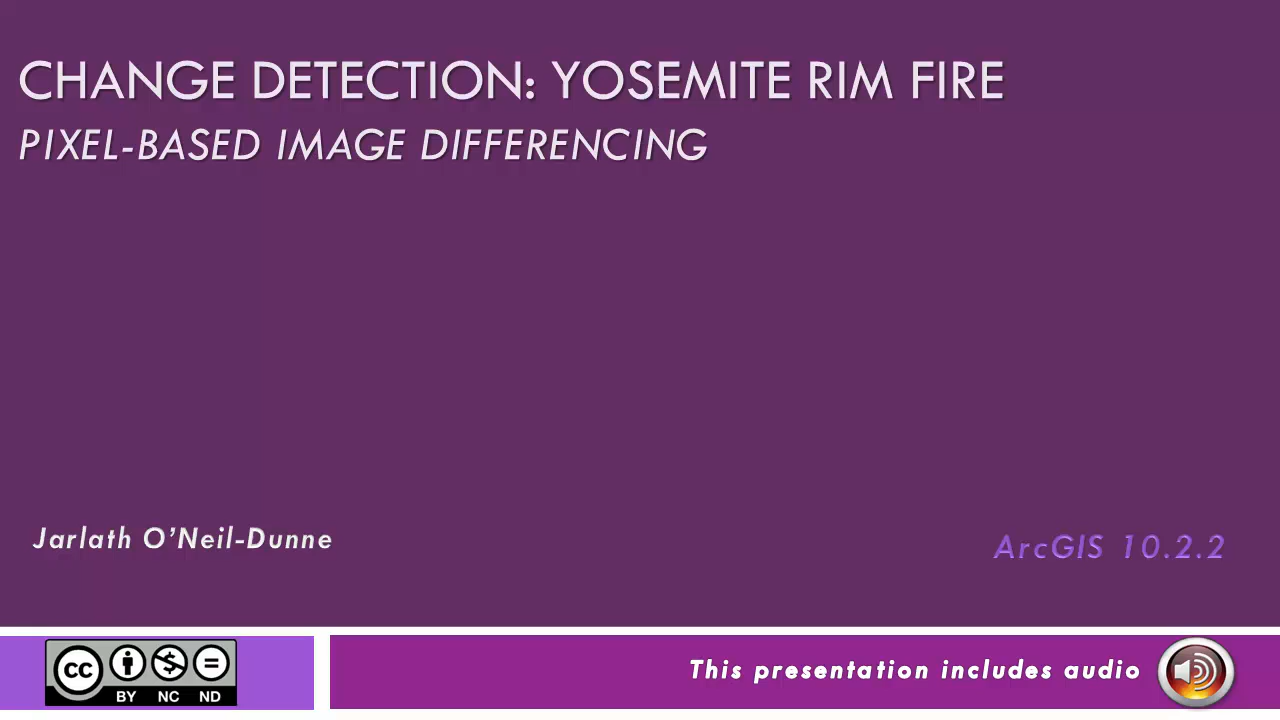 CHANGE DETECTION: YOSEMITE RIM FIRE
PIXEL-BASED IMAGE DIFFERENCING
Jarlath O’Neil-Dunne
ArcGIS 10.2.2
cc
BY NC ND
This presentation includes audio